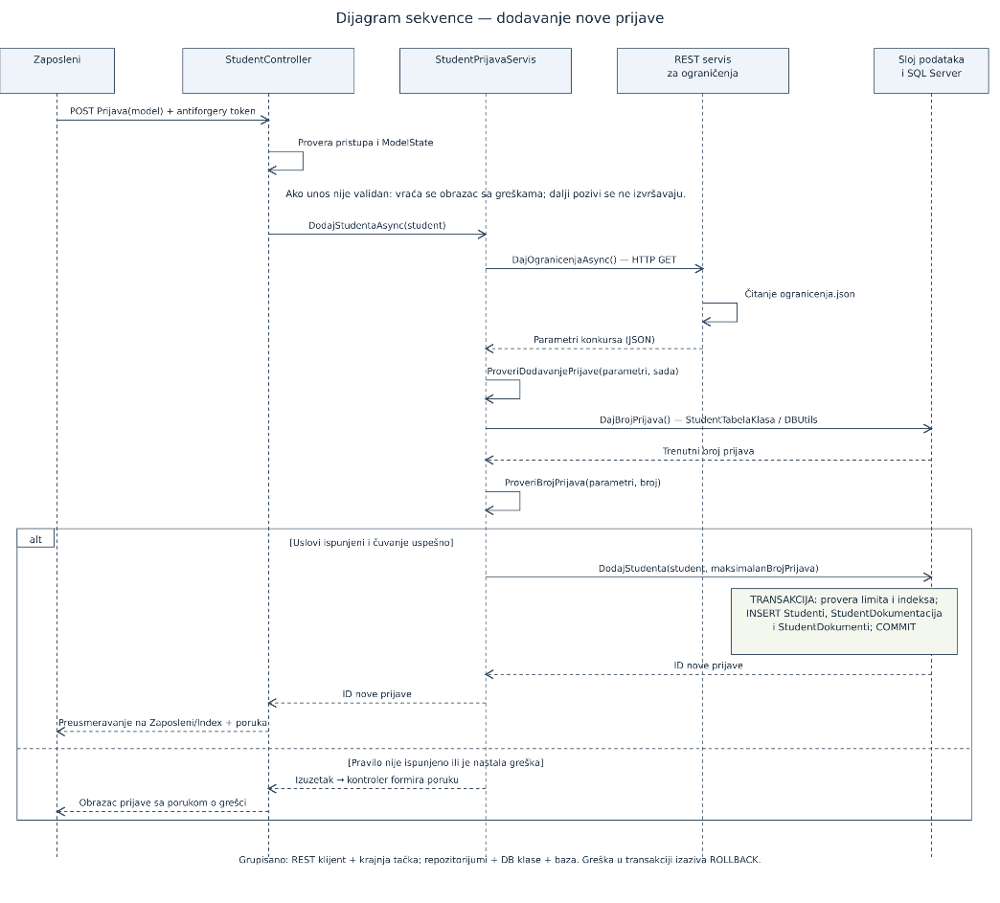 Dijagram sekvence — dodavanje nove prijave
Zaposleni
StudentController
StudentPrijavaServis
REST servis
za ograničenja
Sloj podataka
i SQL Server
POST Prijava(model) + antiforgery token
Provera pristupa i ModelState
Ako unos nije validan: vraća se obrazac sa greškama; dalji pozivi se ne izvršavaju.
DodajStudentaAsync(student)
DajOgranicenjaAsync() — HTTP GET
Čitanje ogranicenja.json
Parametri konkursa (JSON)
ProveriDodavanjePrijave(parametri, sada)
DajBrojPrijava() — StudentTabelaKlasa / DBUtils
Trenutni broj prijava
ProveriBrojPrijava(parametri, broj)
alt
[Uslovi ispunjeni i čuvanje uspešno]
DodajStudenta(student, maksimalanBrojPrijava)
TRANSAKCIJA: provera limita i indeksa;
INSERT Studenti, StudentDokumentacija
i StudentDokumenti; COMMIT
ID nove prijave
ID nove prijave
Preusmeravanje na Zaposleni/Index + poruka
[Pravilo nije ispunjeno ili je nastala greška]
Izuzetak → kontroler formira poruku
Obrazac prijave sa porukom o grešci
Grupisano: REST klijent + krajnja tačka; repozitorijumi + DB klase + baza. Greška u transakciji izaziva ROLLBACK.